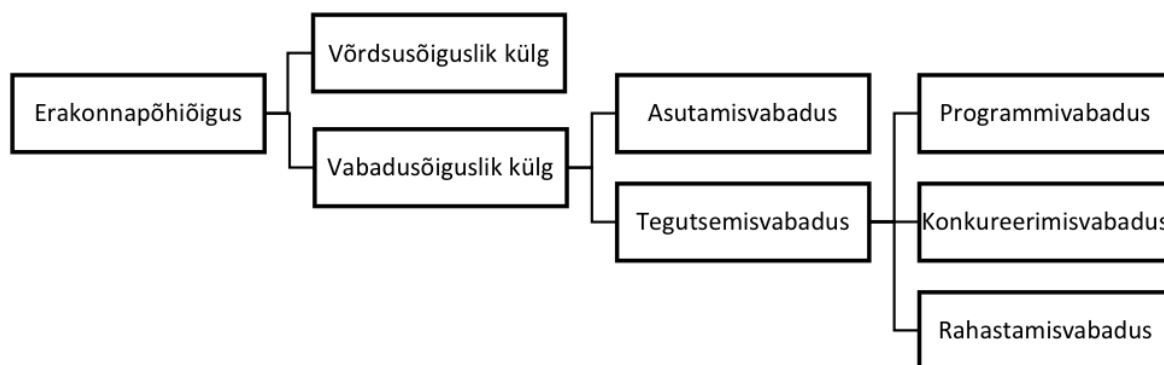 Erakonnapõhiõigus
Võrdsusõiguslik külg
Vabadusõiguslik külg
Asutamisvabadus
Tegutsemisvabadus
Programmivabadus
Konkureerimisvabadus
Rahastamisvabadus